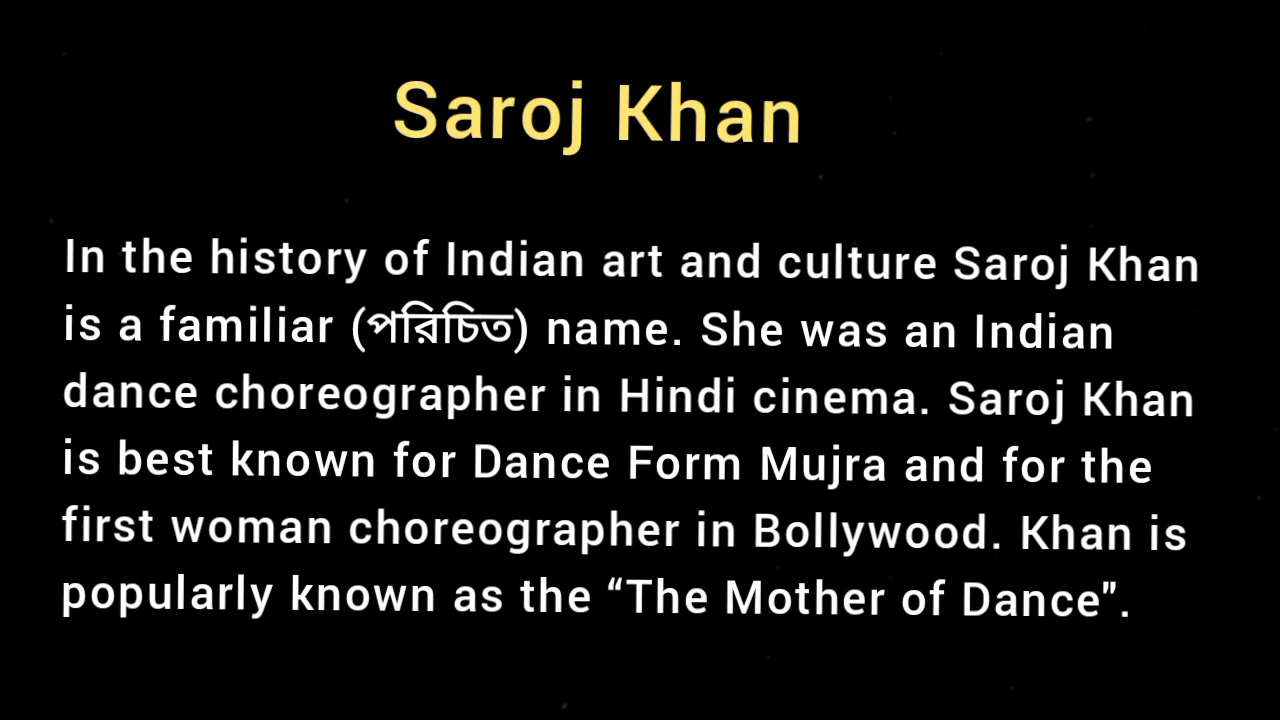 Saroj Khan
In the history of Indian art and culture Saroj Khan
is a familiar (পরিচিত) name. She was an Indian
dance choreographer in Hindi cinema. Saroj Khan
is best known for Dance Form Mujra and for the
first woman choreographer in Bollywood. Khan is
popularly known as the “The Mother of Dance”.